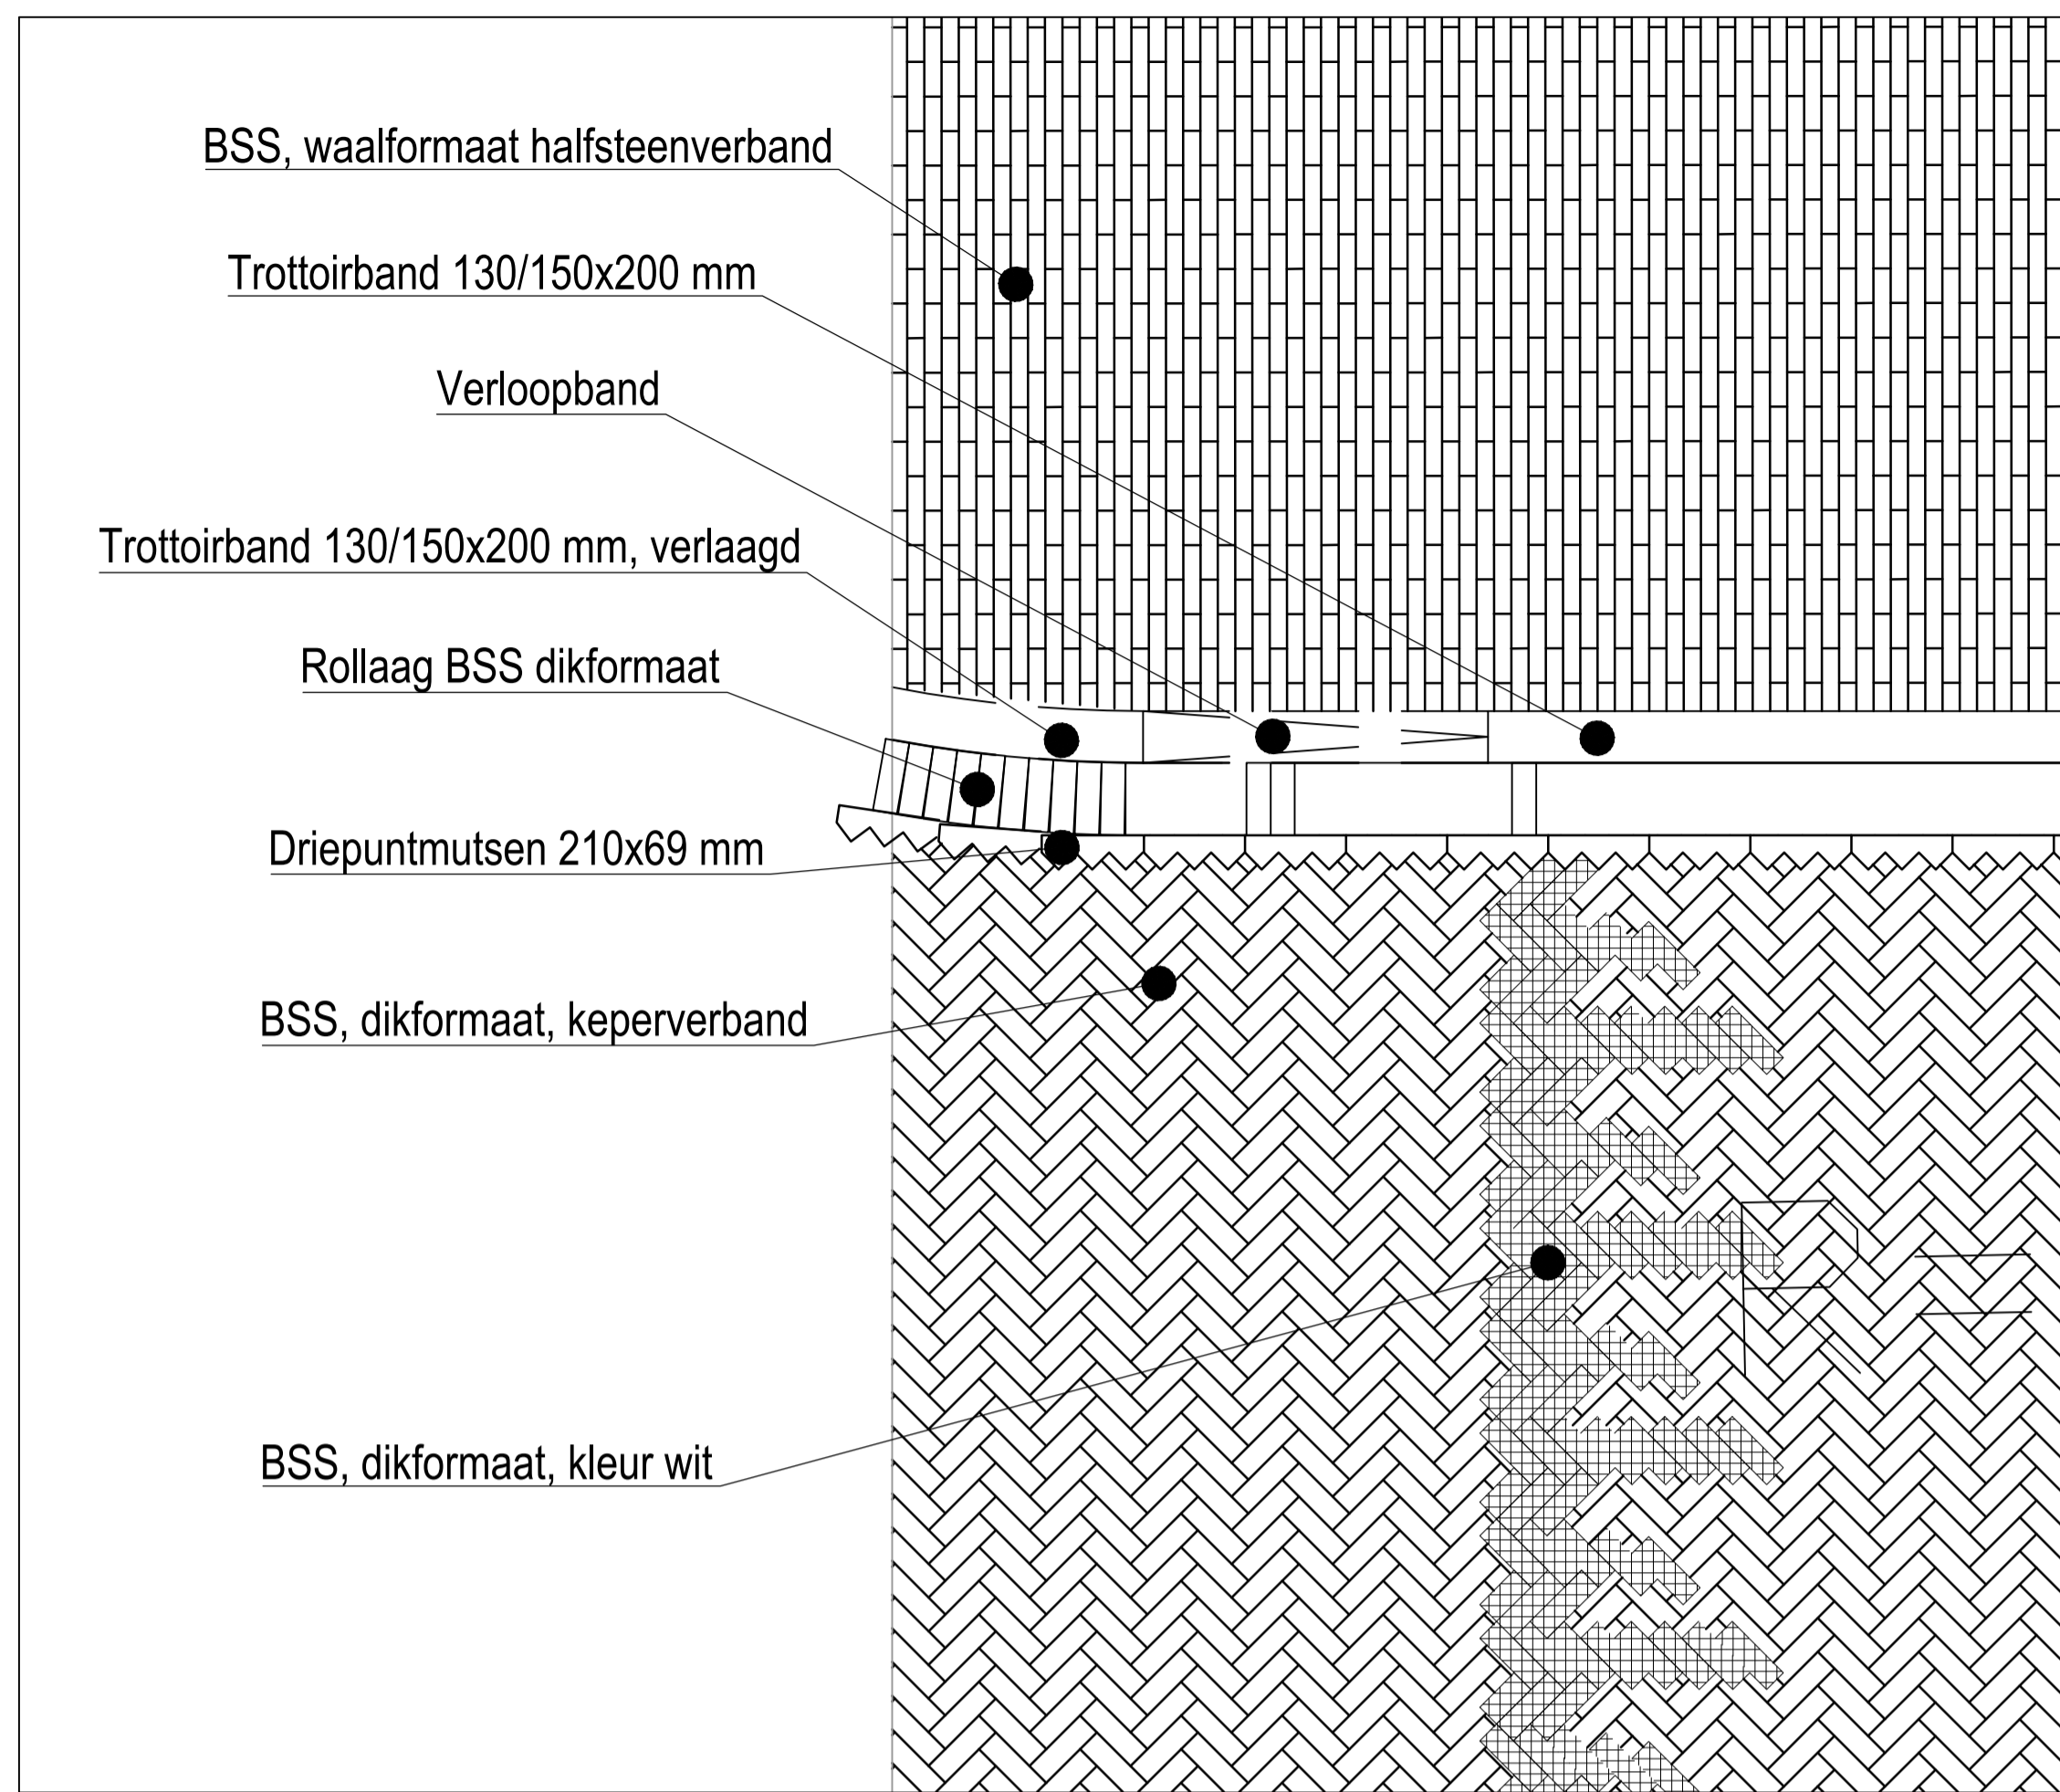 BSS, waalformaat halfsteenverband
Trottoirband 130/150x200 mm
Verloopband
Trottoirband 130/150x200 mm, verlaagd
Rollaag BSS dikformaat
Driepuntmutsen 210x69 mm
BSS, dikformaat, keperverband
R =
BSS, dikformaat, kleur wit